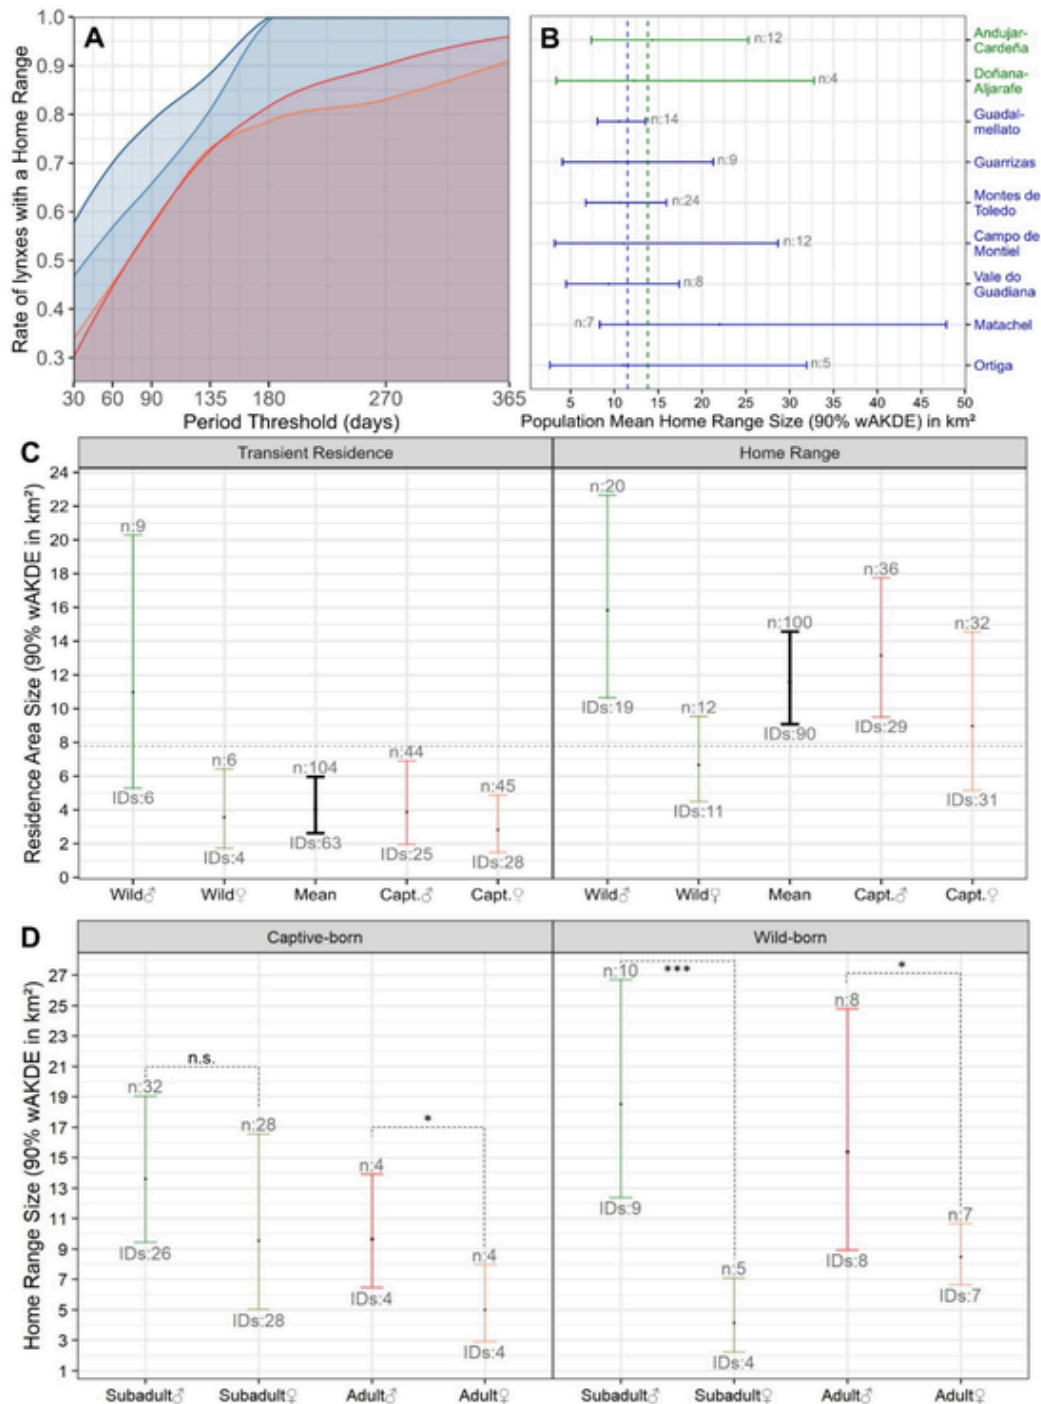 A
Rate of lynxes with a Home Range
1.0
0.9
0.8
0.7
0.6
0.5
0.4
0.3
30 60 90 135 180 270 365
Period Threshold (days)
B
n:12
n:4
n:14
n:9
n:24
n:12
n:8
n:7
n:5
Andujar-
Cardeña
Doñana-
Aljarafe
Guadal-
mellato
Guarrizas
Montes de
Toledo
Campo de
Montiel
Vale do
Guadiana
Matachel
Ortiga
5 10 15 20 25 30 35 40 45 50
Population Mean Home Range Size (90% wAKDE) in km²
C
Transient Residence
Home Range
Residence Area Size (90% wAKDE in km²)
24
22
20
18
16
14
12
10
8
6
4
2
0
n:9
IDs:6
n:6
IDs:4
n:104
IDs:63
n:44
IDs:25
n:45
IDs:28
n:20
IDs:19
n:12
IDs:11
n:100
IDs:90
n:36
IDs:29
n:32
IDs:31
Wild♂ Wild♀ Mean Capt.♂ Capt.♀
Wild♂ Wild♀ Mean Capt.♂ Capt.♀
D
Captive-born
Wild-born
Home Range Size (90% wAKDE in km²)
27
25
23
21
19
17
15
13
11
9
7
5
3
1
n.s.
n:32
IDs:26
n:28
IDs:28
*
n:4
IDs:4
n:4
IDs:4
***
n:10
IDs:9
n:5
IDs:4
*
n:8
IDs:8
n:7
IDs:7
Subadult♂ Subadult♀ Adult♂ Adult♀
Subadult♂ Subadult♀ Adult♂ Adult♀